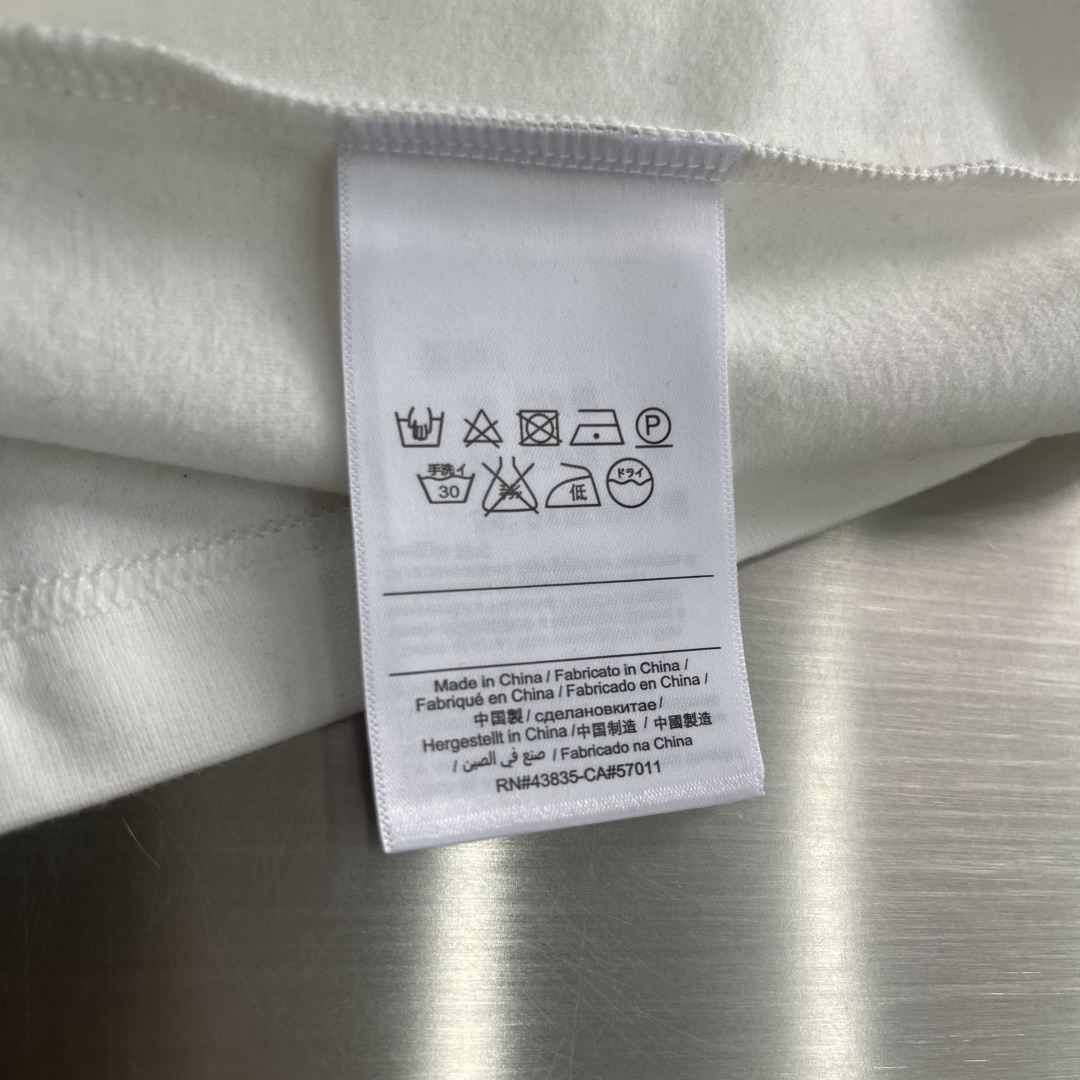 P
手洗イ
30
低
ドライ
Made in China / Fabricato in China /
Fabriqué en China / Fabricado en China /
中国製 / сделановкитае /
Hergestellt in China /中国制造 / 中國製造
/ صنع في الصين / Fabricado na China
RN#43835-CA#57011